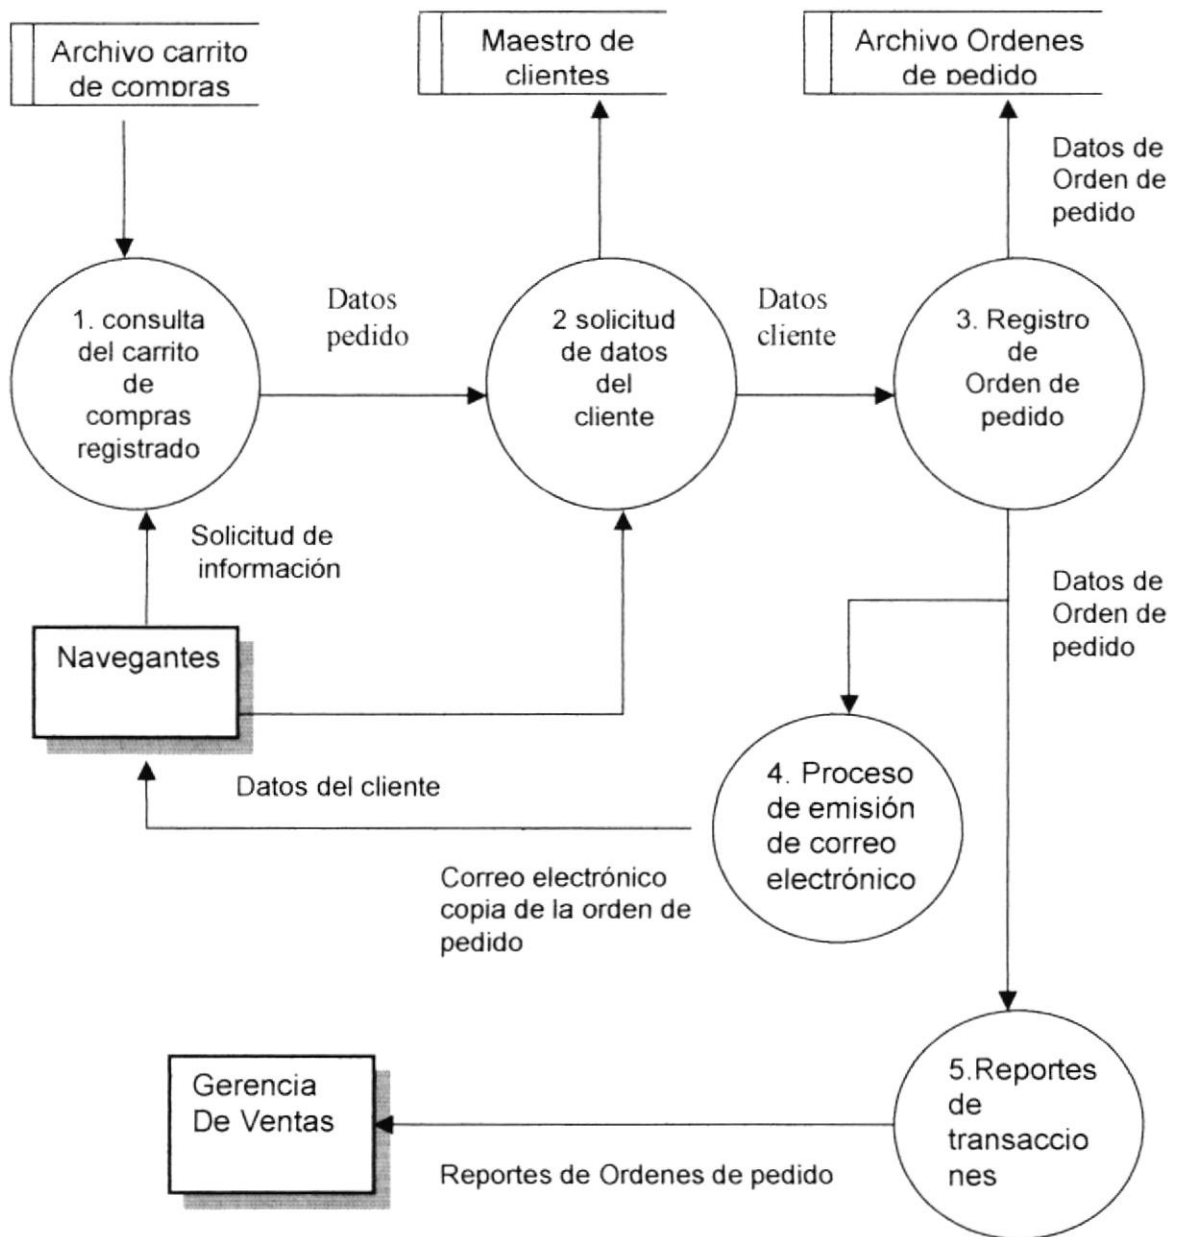 Archivo carrito
de compras
Maestro de
clientes
Archivo Ordenes
de pedido
Datos de
Orden de
pedido
1. consulta
del carrito
de
compras
registrado
Datos
pedido
2 solicitud
de datos
del
cliente
Datos
cliente
3. Registro
de
Orden de
pedido
Solicitud de
información
Datos de
Orden de
pedido
Navegantes
Datos del cliente
4. Proceso
de emisión
de correo
electrónico
Correo electrónico
copia de la orden de
pedido
Gerencia
De Ventas
5.Reportes
de
transaccio
nes
Reportes de Ordenes de pedido